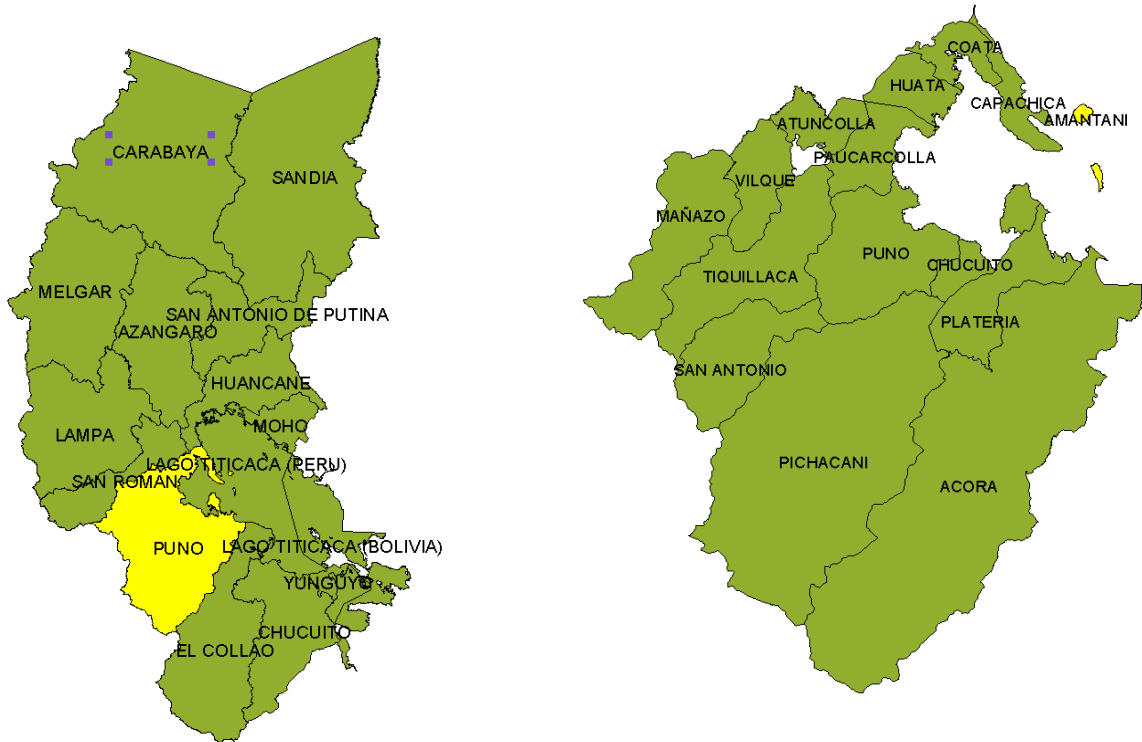 CARABAYA
SANDIA
MELGAR
SAN ANTONIO DE PUTINA
AZANGARO
HUANCANE
MOHO
LAMPA
LAGO TITICACA (PERU)
SAN ROMAN
PUNO
LAGO TITICACA (BOLIVIA)
YUNGUYO
CHUCUITO
EL COLLAO
COATA
HUATA
CAPACHICA
AMANTANI
ATUNCOLLA
PAUCARCOLLA
VILQUE
MAÑAZO
PUNO
CHUCUITO
TIQUILLACA
PLATERIA
SAN ANTONIO
PICHACANI
ACORA